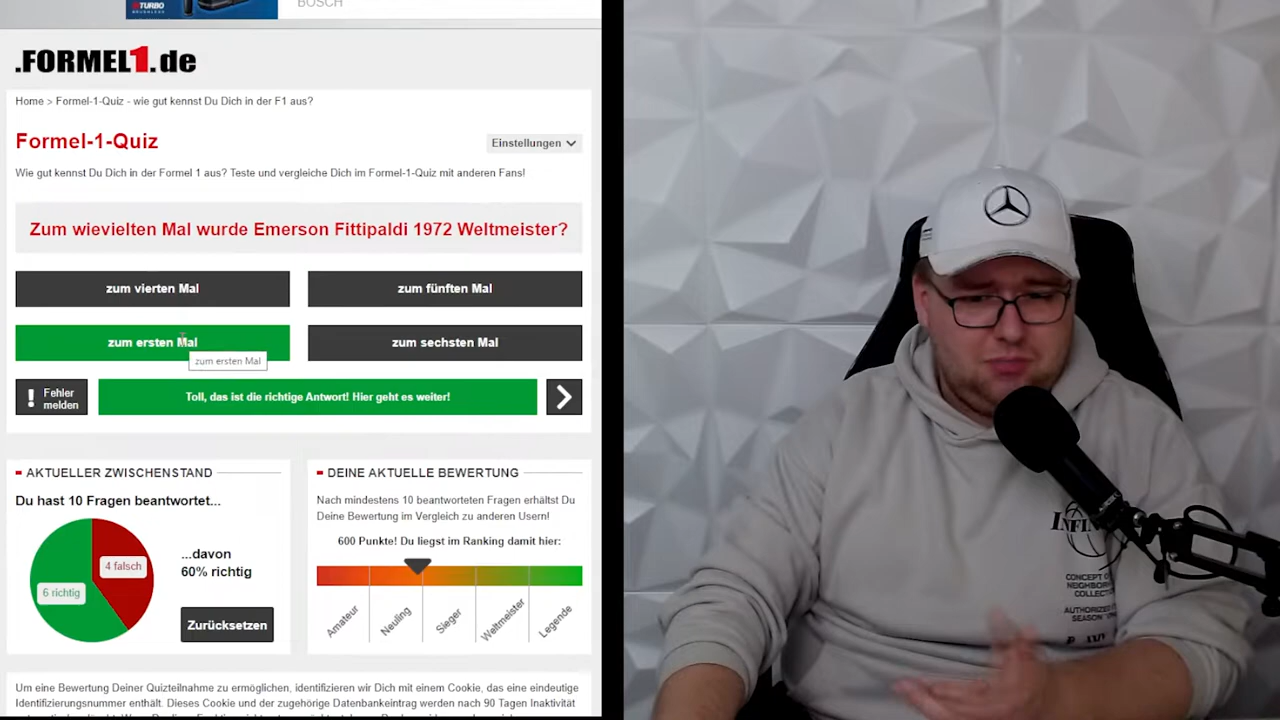 TURBO
BRUSHLESS
BOSCH
.FORMEL1.de
Home > Formel-1-Quiz - wie gut kennst Du Dich in der F1 aus?
Formel-1-Quiz
Einstellungen
Wie gut kennst Du Dich in der Formel 1 aus? Teste und vergleiche Dich im Formel-1-Quiz mit anderen Fans!
Zum wievielten Mal wurde Emerson Fittipaldi 1972 Weltmeister?
zum vierten Mal
zum fünften Mal
zum ersten Mal
zum sechsten Mal
zum ersten Mal
! Fehler
melden
Toll, das ist die richtige Antwort! Hier geht es weiter!
AKTUELLER ZWISCHENSTAND
Du hast 10 Fragen beantwortet...
4 falsch
6 richtig
...davon
60% richtig
Zurücksetzen
DEINE AKTUELLE BEWERTUNG
Nach mindestens 10 beantworteten Fragen erhältst Du
Deine Bewertung im Vergleich zu anderen Usern!
600 Punkte! Du liegst im Ranking damit hier:
Amateur
Neuling
Sieger
Weltmeister
Legende
Um eine Bewertung Deiner Quizteilnahme zu ermöglichen, identifizieren wir Dich mit einem Cookie, das eine eindeutige
Identifizierungsnummer enthält. Dieses Cookie und der zugehörige Datenbankeintrag werden nach 90 Tagen Inaktivität
CONCEPT
COLLECT
AUTHORIZED
SEASON